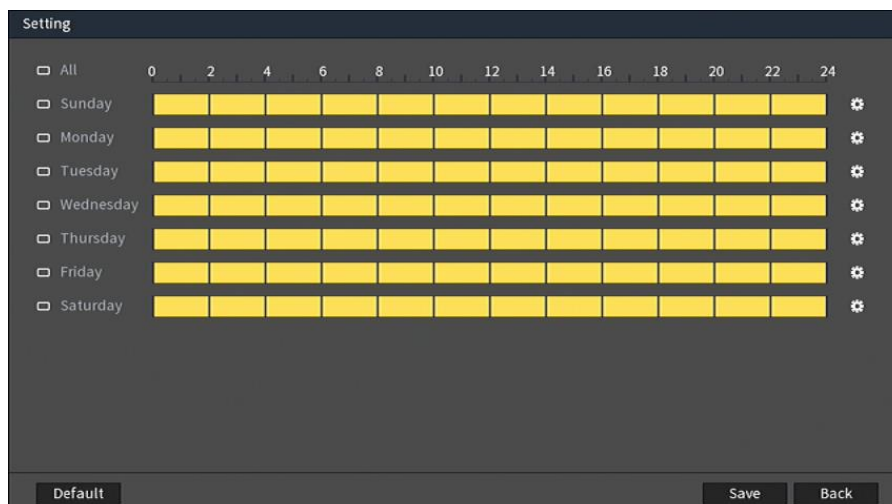 Setting
All 0 2 4 6 8 10 12 14 16 18 20 22 24
Sunday
Monday
Tuesday
Wednesday
Thursday
Friday
Saturday
Default Save Back